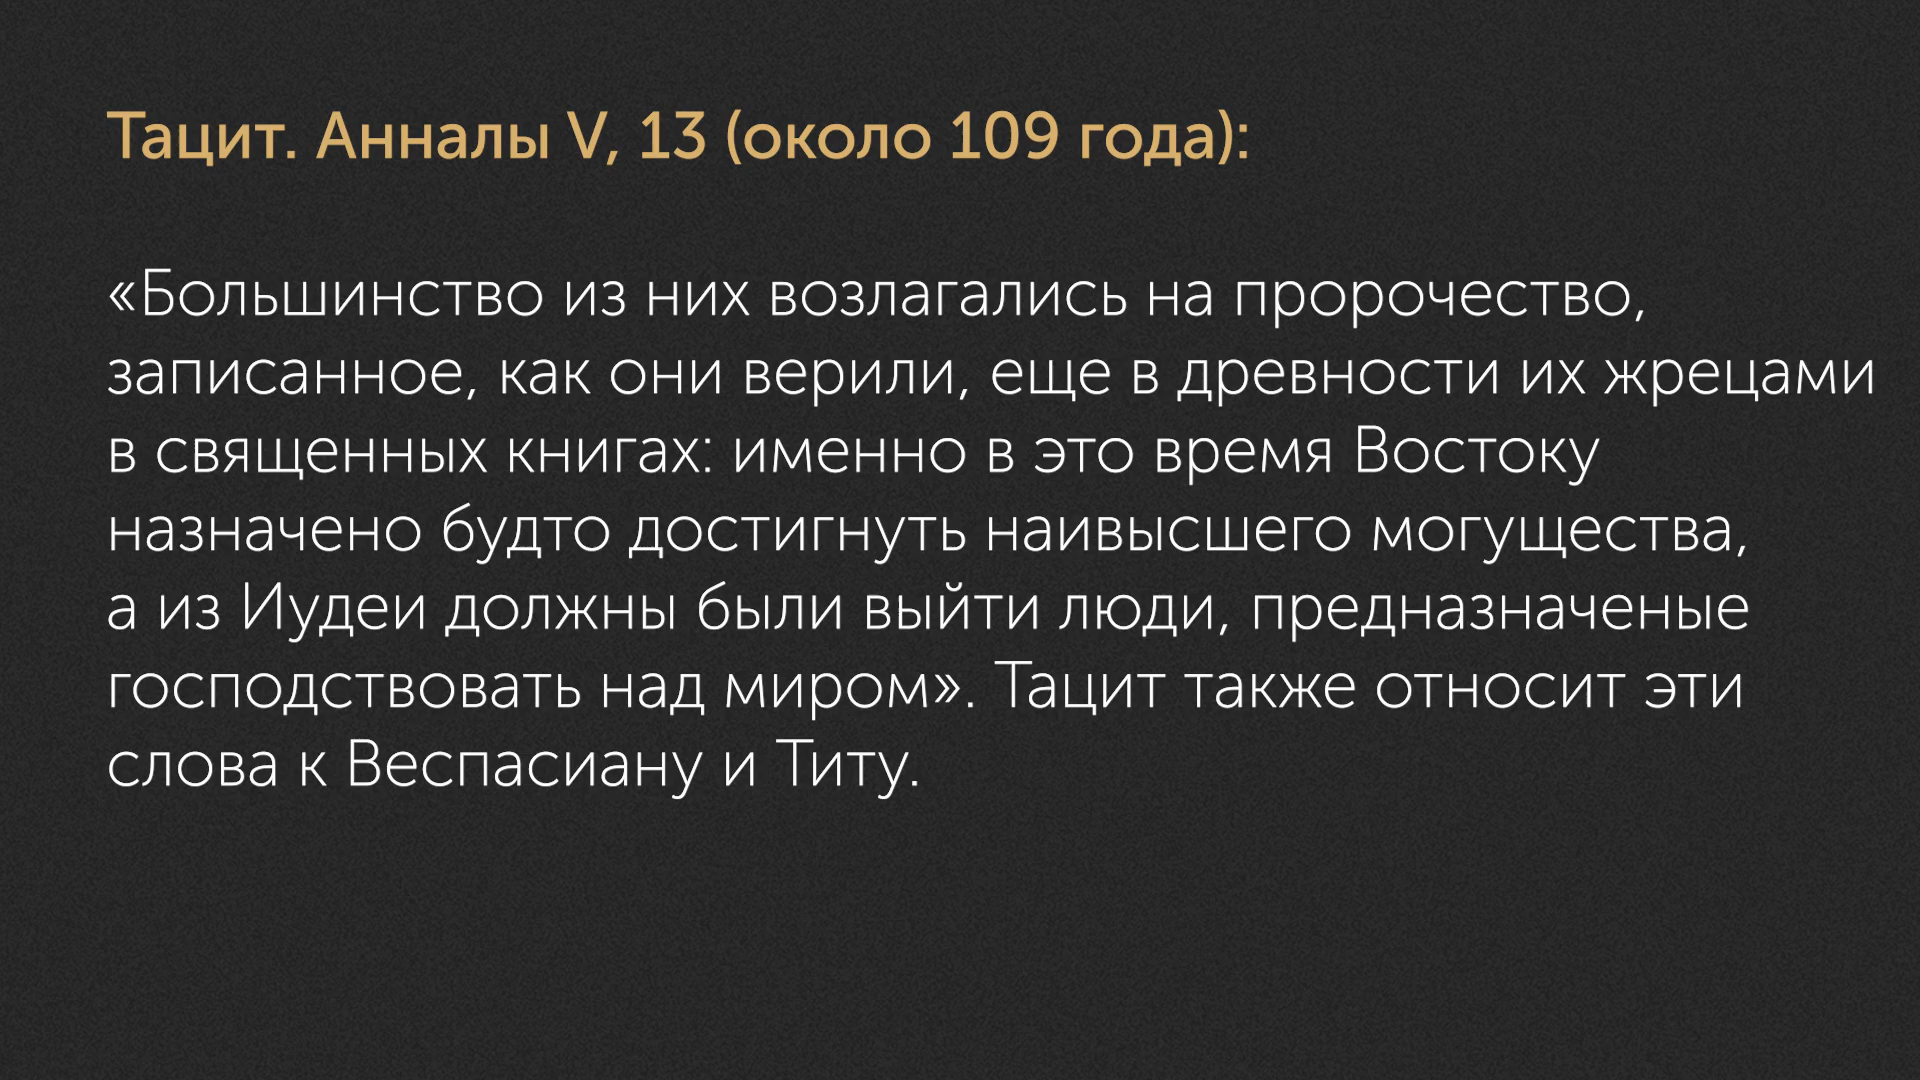 Тацит. Анналы V, 13 (около 109 года):
«Большинство из них возлагались на пророчество,
записанное, как они верили, еще в древности их жрецами
в священных книгах: именно в это время Востоку
назначено будто достигнуть наивысшего могущества,
а из Иудеи должны были выйти люди, предназначеные
господствовать над миром». Тацит также относит эти
слова к Веспасиану и Титу.